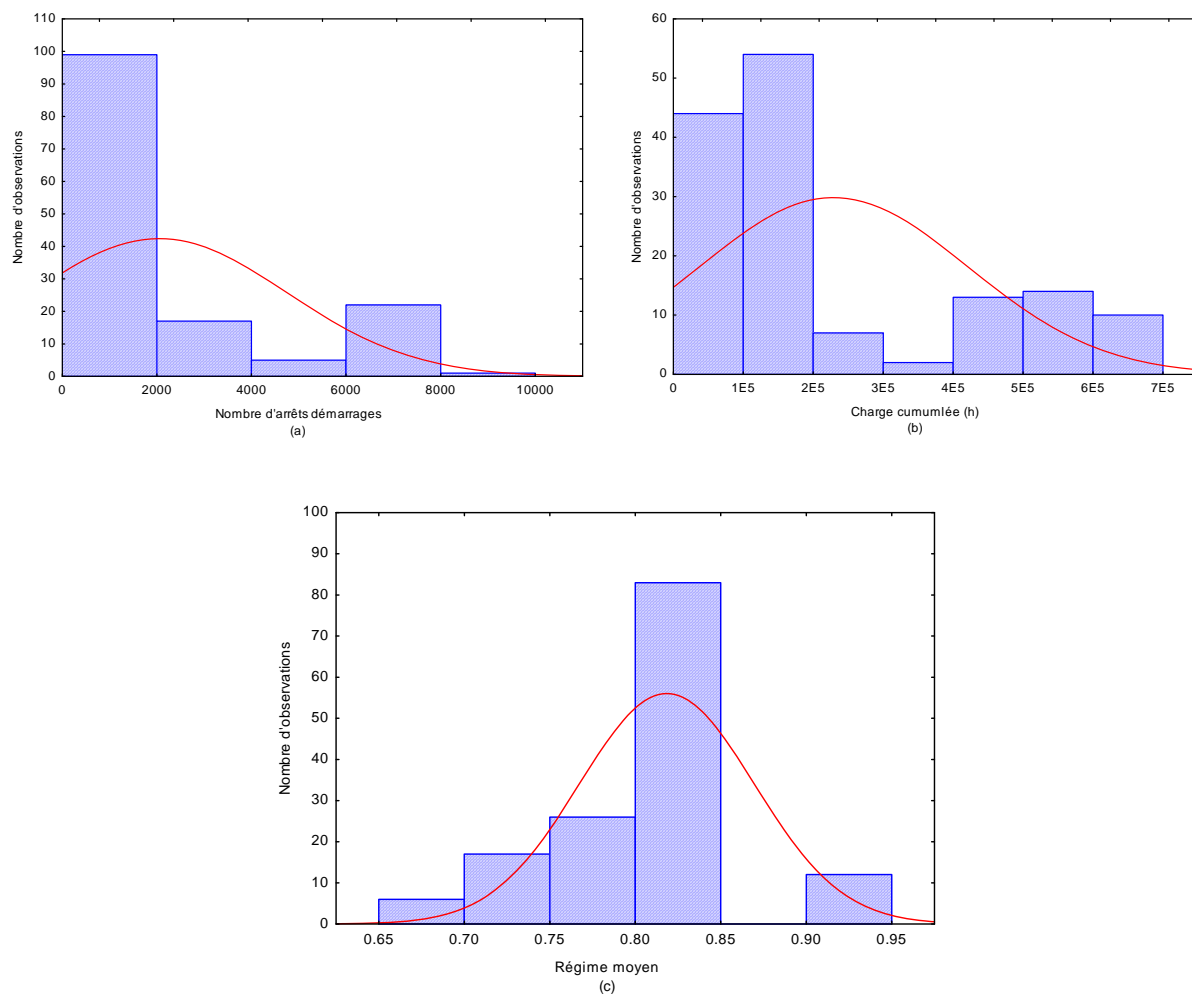 110
100
90
80
70
60
50
40
30
20
10
0
Nombre d'observations
0 2000 4000 6000 8000 10000
Nombre d'arrêts démarrages
(a)
60
50
40
30
20
10
0
Nombre d'observations
0 1E5 2E5 3E5 4E5 5E5 6E5 7E5
Charge cumumlée (h)
(b)
100
90
80
70
60
50
40
30
20
10
0
Nombre d'observations
0.65 0.70 0.75 0.80 0.85 0.90 0.95
Régime moyen
(c)